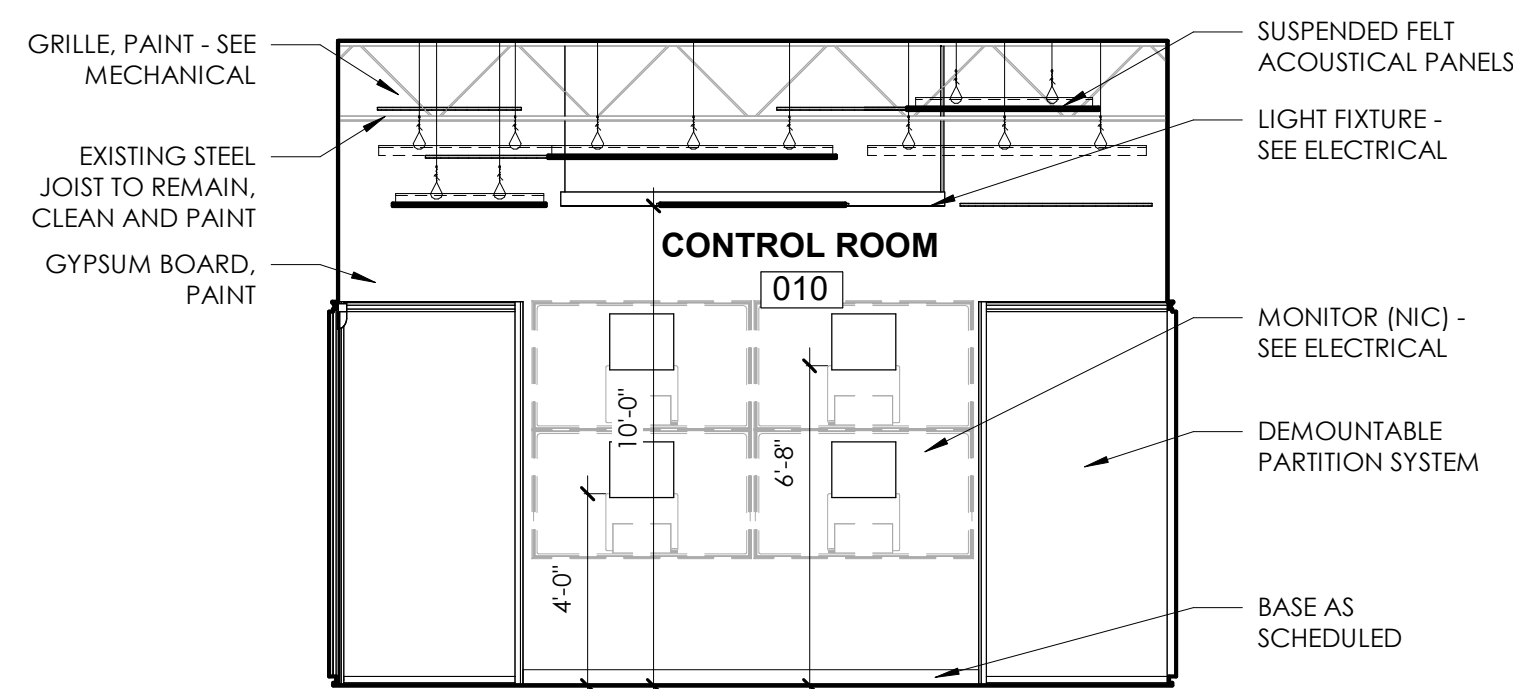 GRILLE, PAINT - SEE
MECHANICAL
EXISTING STEEL
JOIST TO REMAIN,
CLEAN AND PAINT
GYPSUM BOARD,
PAINT
SUSPENDED FELT
ACOUSTICAL PANELS
LIGHT FIXTURE -
SEE ELECTRICAL
CONTROL ROOM
010
MONITOR (NIC) -
SEE ELECTRICAL
DEMOUNTABLE
PARTITION SYSTEM
BASE AS
SCHEDULED
10'-0"
6'-8"
4'-0"